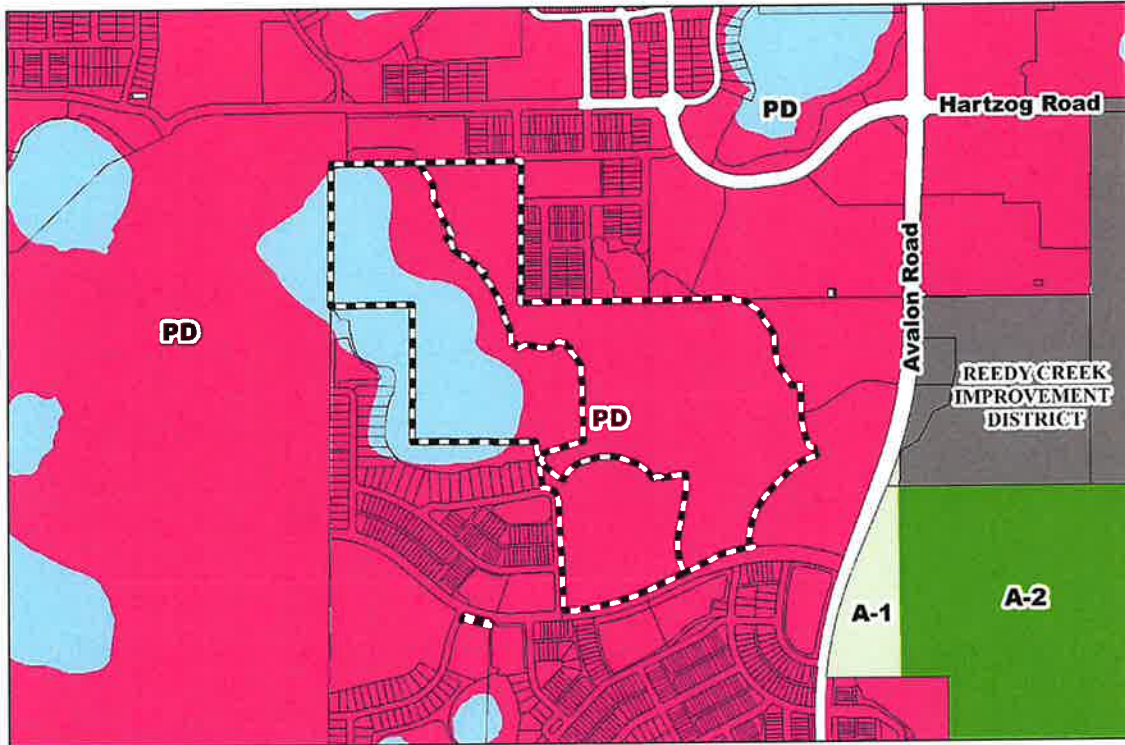 PD
Hartzog Road
Avalon Road
PD
REEDY CREEK
IMPROVEMENT
DISTRICT
PD
A-1
A-2